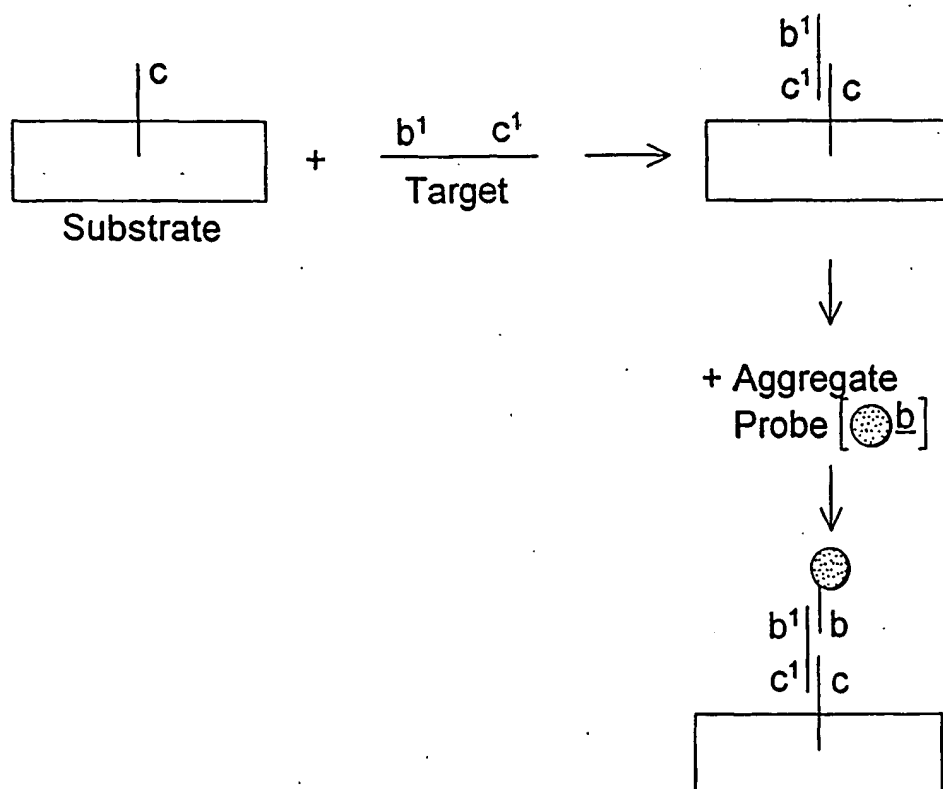 c
Substrate
+
b¹ c¹
Target
b¹
c¹ c
+ Aggregate
Probe [b]
b¹ b
c¹ c